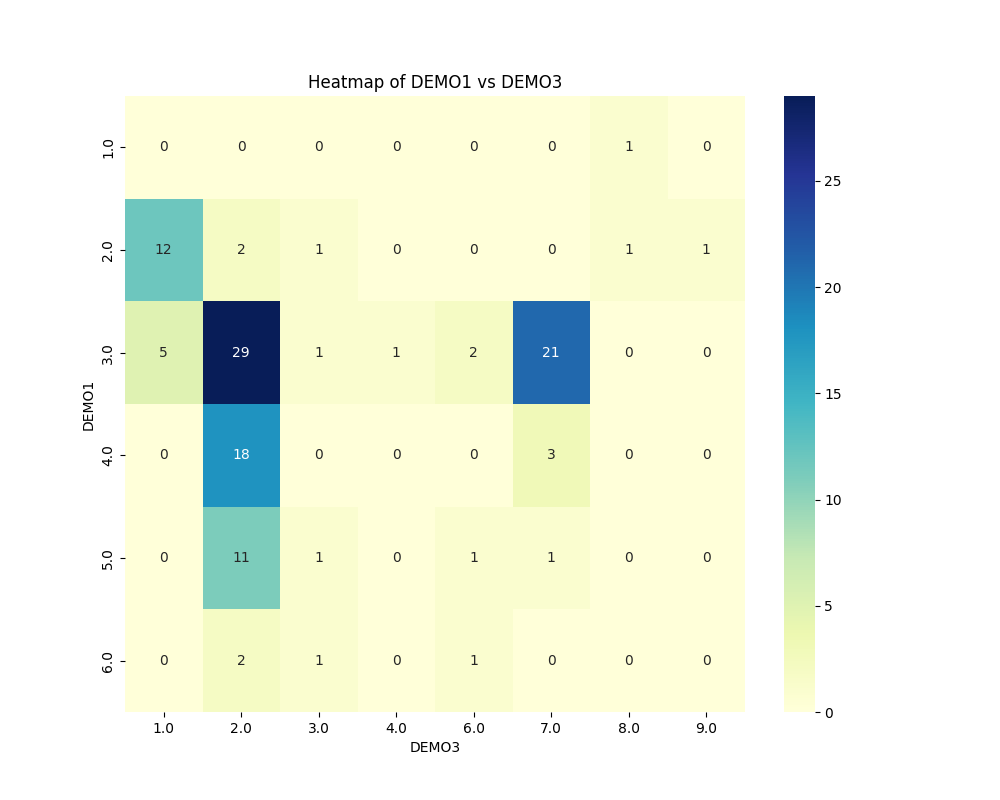 Heatmap of DEMO1 vs DEMO3
1.0 0 0 0 0 0 0 1 0
2.0 12 2 1 0 0 0 1 1
3.0 5 29 1 1 2 21 0 0
4.0 0 18 0 0 0 3 0 0
5.0 0 11 1 0 1 1 0 0
6.0 0 2 1 0 1 0 0 0
1.0 2.0 3.0 4.0 6.0 7.0 8.0 9.0
DEMO3
DEMO1
25
20
15
10
5
0